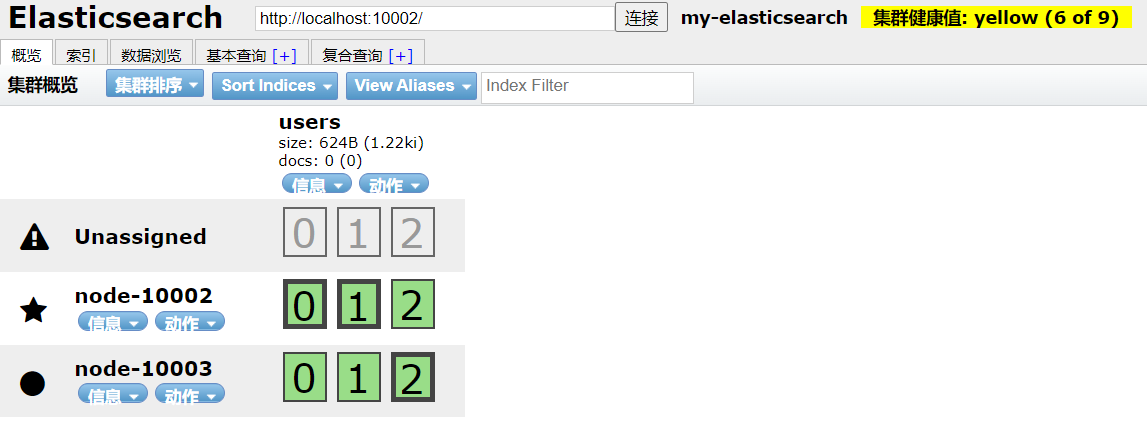 Elasticsearch http://localhost:10002/ 连接 my-elasticsearch 集群健康值: yellow (6 of 9)
概览 索引 数据浏览 基本查询 [+] 复合查询 [+]
集群概览 集群排序 Sort Indices View Aliases Index Filter
users
size: 624B (1.22ki)
docs: 0 (0)
信息 动作
Unassigned 0 1 2
node-10002 0 1 2
信息 动作
node-10003 0 1 2
信息 动作